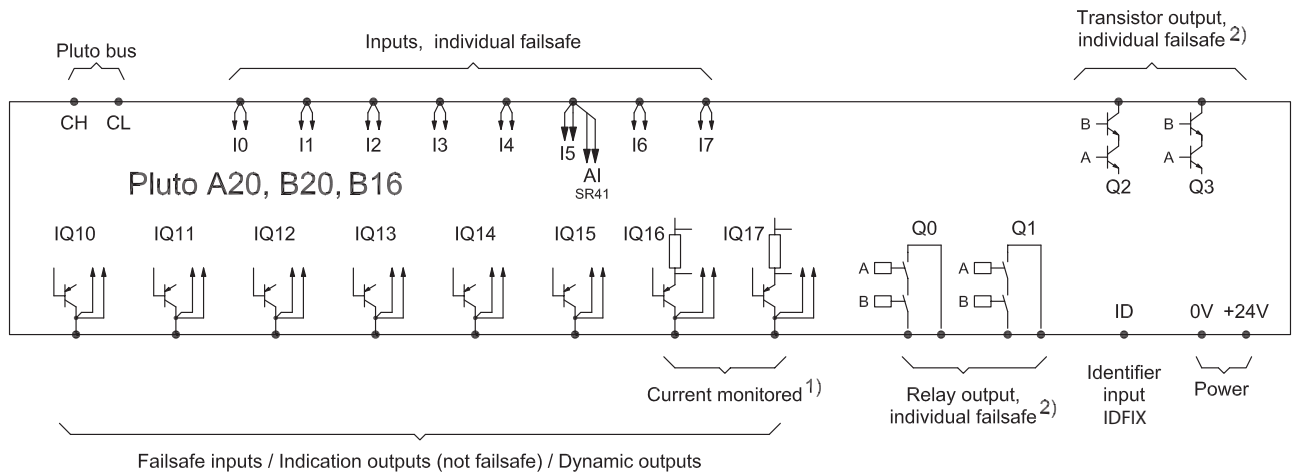 Transistor output,
individual failsafe 2)
Pluto bus
Inputs, individual failsafe
CH CL
I0 I1 I2 I3 I4 I5 I6 I7
AI
SR41
B B
A A
Q2 Q3
Pluto A20, B20, B16
IQ10 IQ11 IQ12 IQ13 IQ14 IQ15 IQ16 IQ17
Q0 Q1
A A
B B
ID 0V +24V
Current monitored 1)
Relay output,
individual failsafe 2)
Identifier
input
IDFIX
Power
Failsafe inputs / Indication outputs (not failsafe) / Dynamic outputs